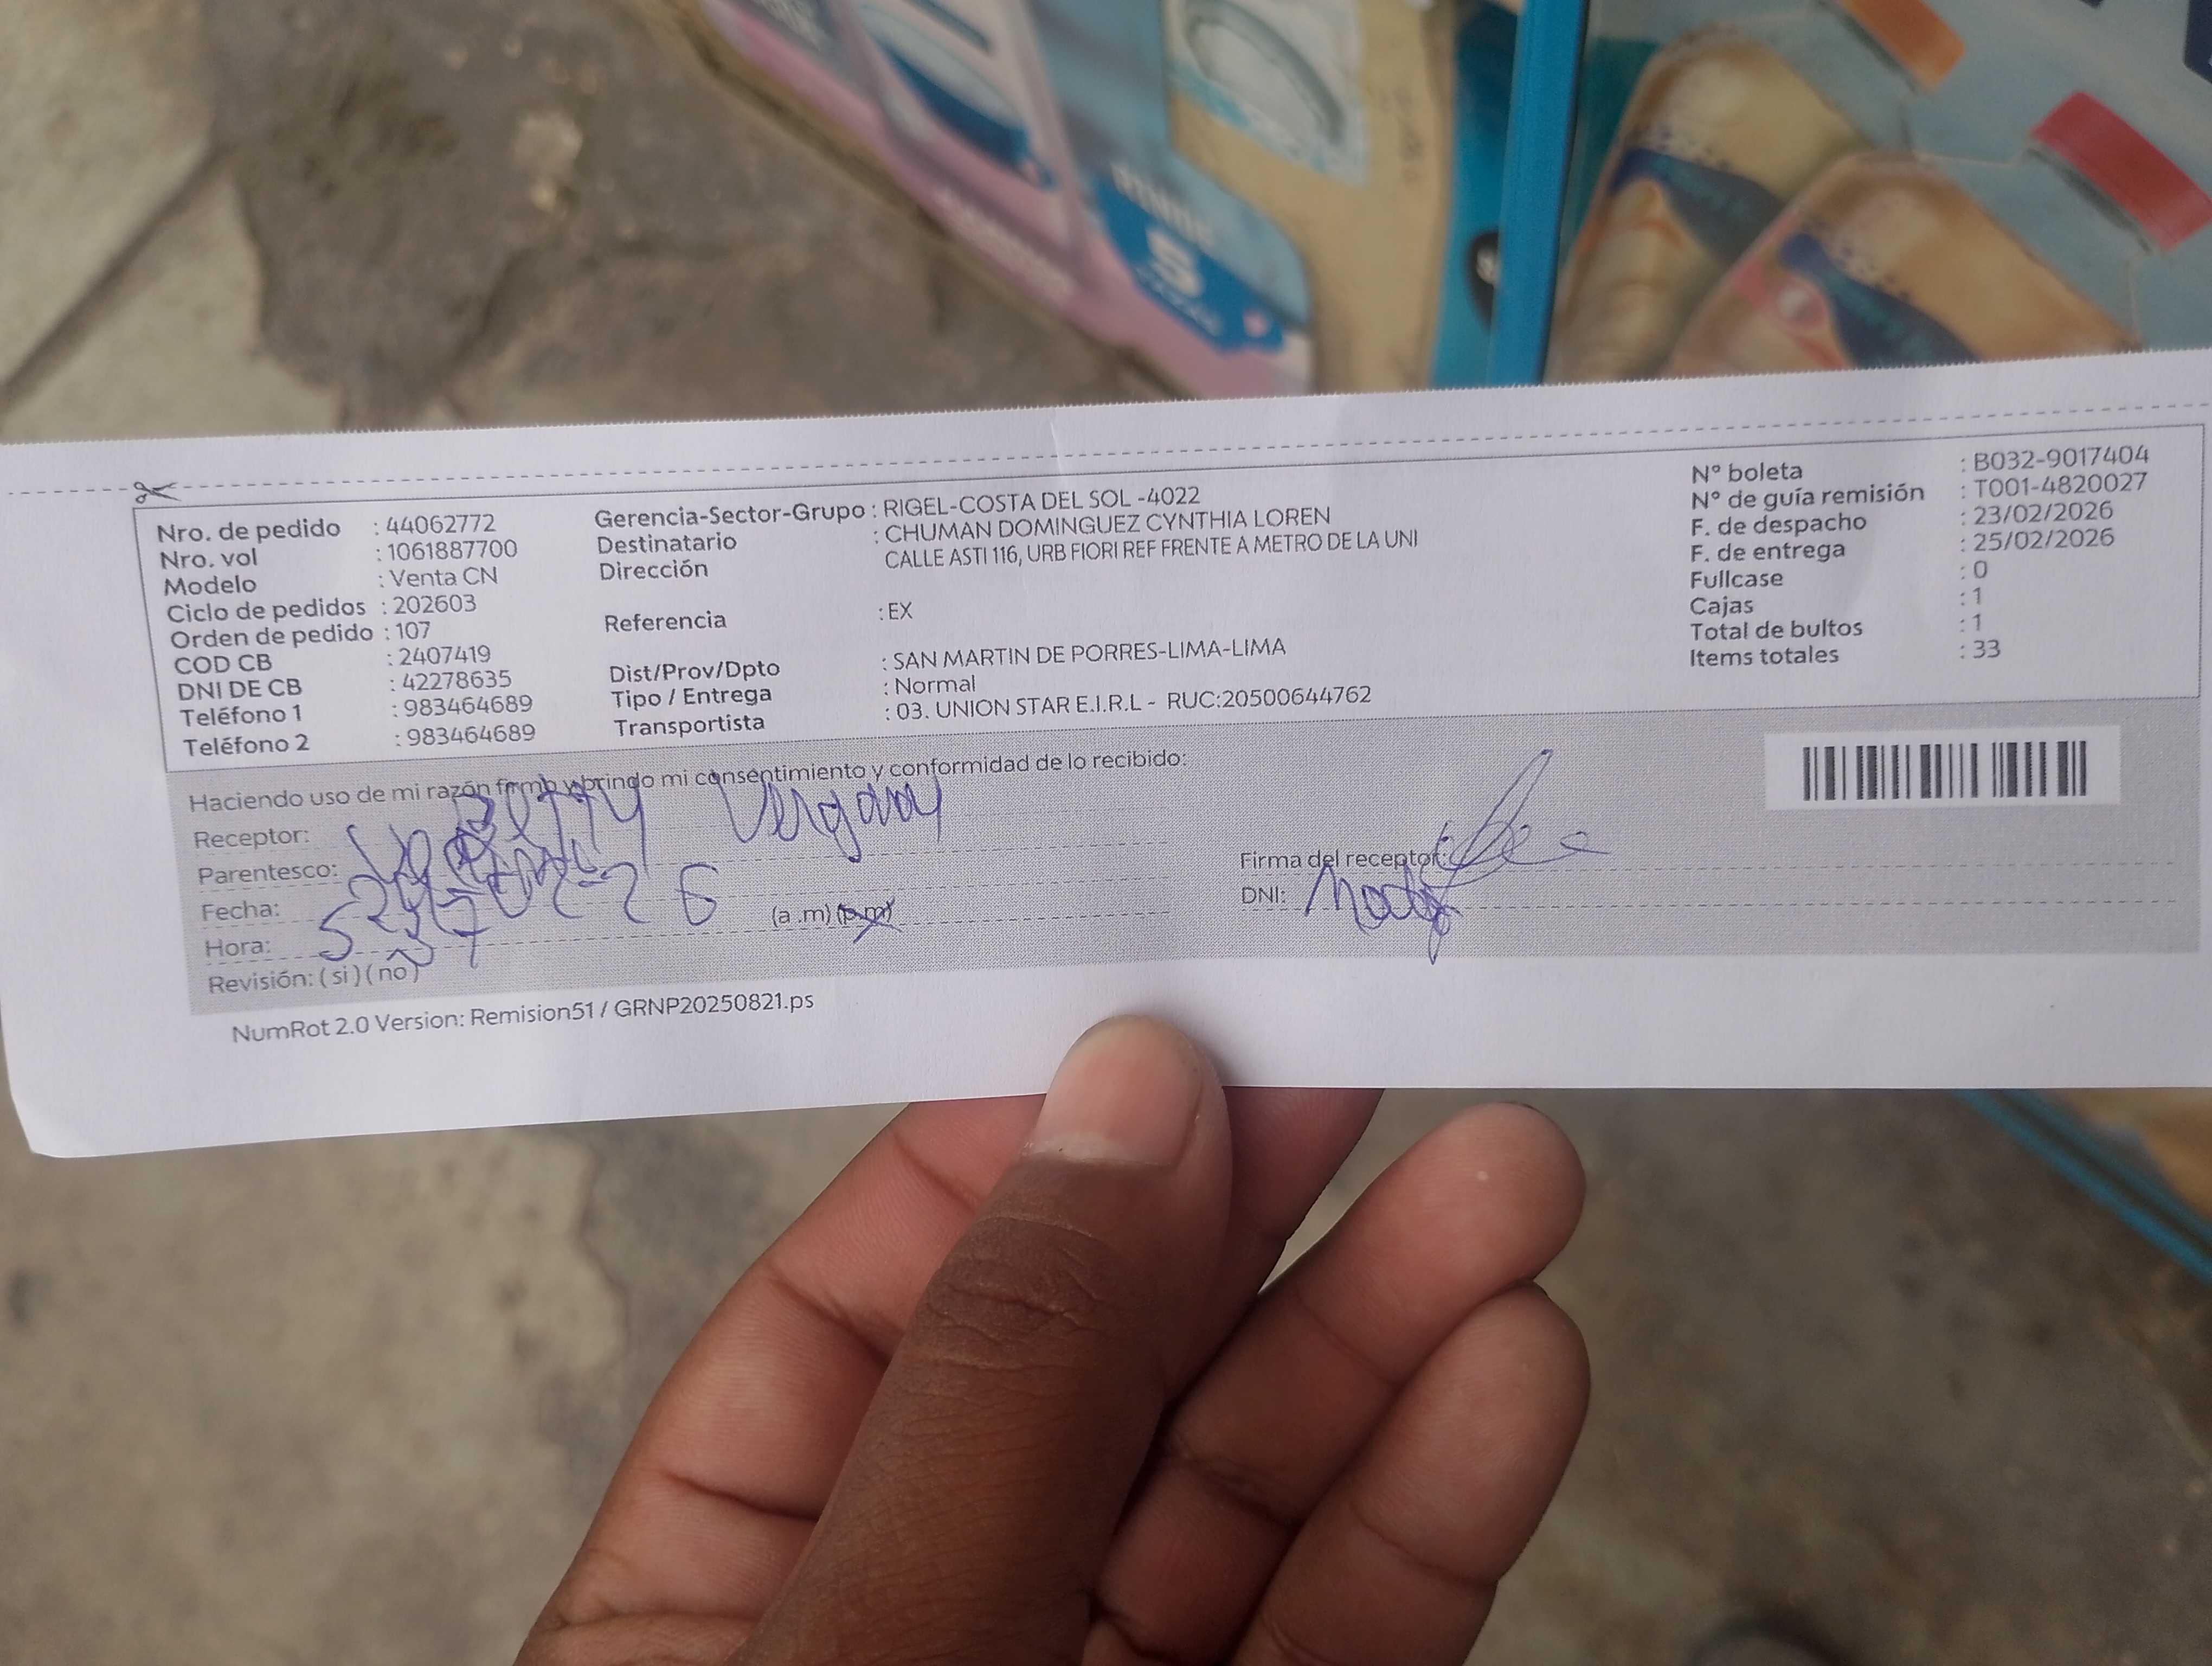 Nro. de pedido : 44062772
Nro. vol : 1061887700
Modelo : Venta CN
Ciclo de pedidos : 202603
Orden de pedido : 107
COD CB : 2407419
DNI DE CB : 42278635
Teléfono 1 : 983464689
Teléfono 2 : 983464689
Gerencia-Sector-Grupo : RIGEL-COSTA DEL SOL -4022
Destinatario : CHUMAN DOMINGUEZ CYNTHIA LOREN
Dirección CALLE ASTI 116, URB FIORI REF FRENTE A METRO DE LA UNI
Referencia : EX
Dist/Prov/Dpto : SAN MARTIN DE PORRES-LIMA-LIMA
Tipo / Entrega : Normal
Transportista : 03. UNION STAR E.I.R.L - RUC:20500644762
N° boleta : B032-9017404
N° de guía remisión : T001-4820027
F. de despacho : 23/02/2026
F. de entrega : 25/02/2026
Fullcase : 0
Cajas : 1
Total de bultos : 1
Items totales : 33
Haciendo uso de mi razón firmo y brindo mi consentimiento y conformidad de lo recibido:
Receptor: Betty Vergaray
Parentesco:
Fecha:
Hora: 5 37 (a .m) (p.m)
Revisión: ( si ) ( no )
Firma del receptor:
DNI:
NumRot 2.0 Version: Remision51 / GRNP20250821.ps